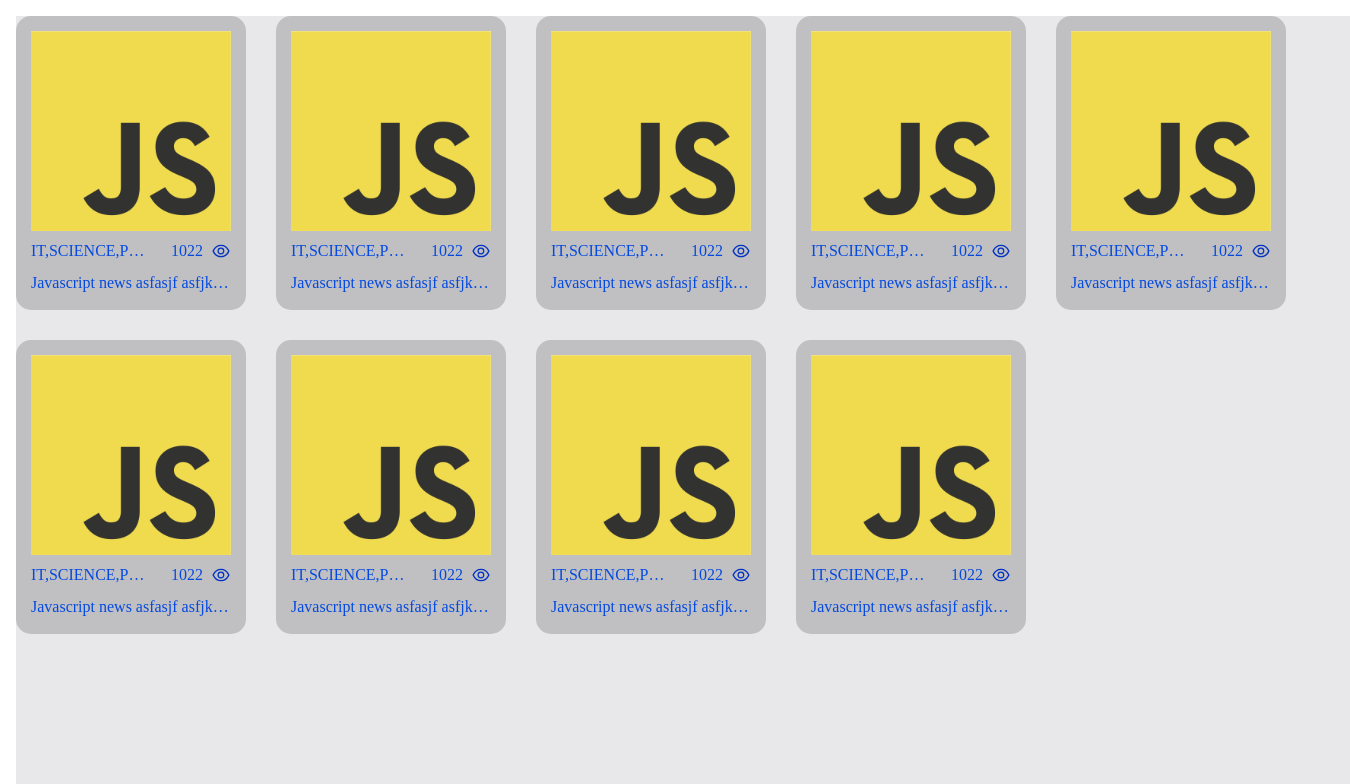 JS JS JS JS JS
IT,SCIENCE,P… 1022 IT,SCIENCE,P… 1022 IT,SCIENCE,P… 1022 IT,SCIENCE,P… 1022 IT,SCIENCE,P… 1022
Javascript news asfasjf asfjk… Javascript news asfasjf asfjk… Javascript news asfasjf asfjk… Javascript news asfasjf asfjk… Javascript news asfasjf asfjk…
JS JS JS JS
IT,SCIENCE,P… 1022 IT,SCIENCE,P… 1022 IT,SCIENCE,P… 1022 IT,SCIENCE,P… 1022
Javascript news asfasjf asfjk… Javascript news asfasjf asfjk… Javascript news asfasjf asfjk… Javascript news asfasjf asfjk…